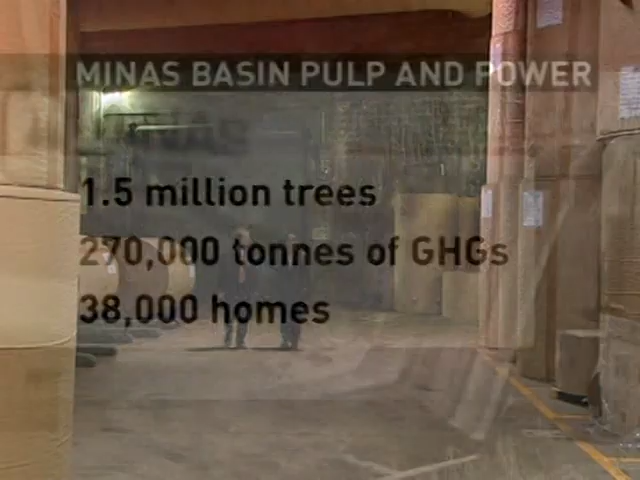 MINAS BASIN PULP AND POWER
1.5 million trees
270,000 tonnes of GHGs
38,000 homes